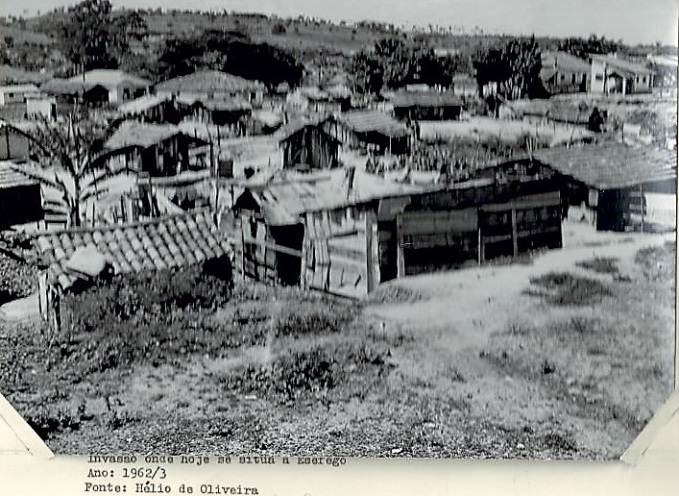 Invasão onde hoje se situa a Esefego
Ano: 1962/3
Fonte: Hélio de Oliveira